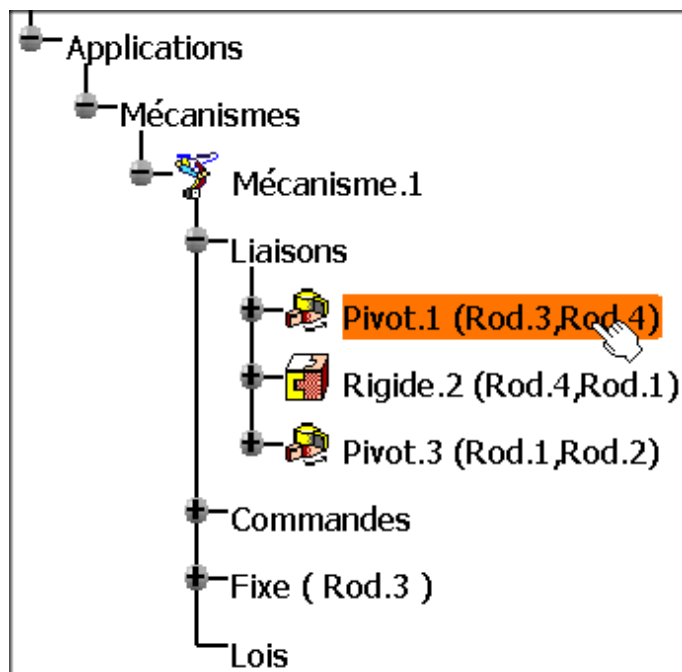 Applications
Mécanismes
Mécanisme.1
Liaisons
Pivot.1 (Rod.3,Rod.4)
Rigide.2 (Rod.4,Rod.1)
Pivot.3 (Rod.1,Rod.2)
Commandes
Fixe ( Rod.3 )
Lois